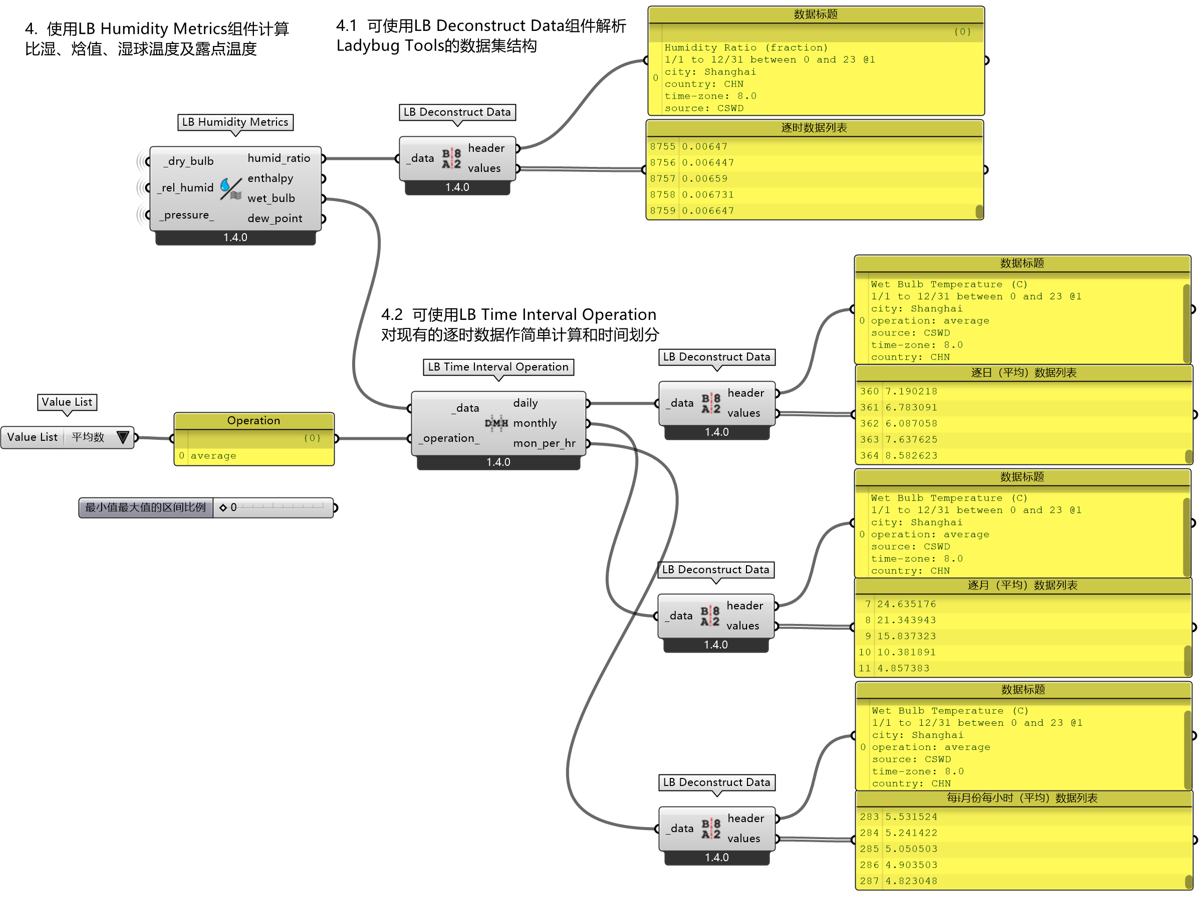 4.  使用LB Humidity Metrics组件计算
比湿、焓值、湿球温度及露点温度
4.1  可使用LB Deconstruct Data组件解析
Ladybug Tools的数据集结构
数据标题
{0}
0
Humidity Ratio (fraction)
1/1 to 12/31 between 0 and 23 @1
city: Shanghai
country: CHN
time-zone: 8.0
source: CSWD
逐时数据列表
8755 0.00647
8756 0.006447
8757 0.00659
8758 0.006731
8759 0.006647
LB Humidity Metrics
_dry_bulb
_rel_humid
_pressure_
humid_ratio
enthalpy
wet_bulb
dew_point
1.4.0
LB Deconstruct Data
_data
B 8
A 2
header
values
1.4.0
4.2  可使用LB Time Interval Operation
对现有的逐时数据作简单计算和时间划分
LB Time Interval Operation
_data
_operation_
DMH
daily
monthly
mon_per_hr
1.4.0
Value List
Value List 平均数
Operation
{0}
0 average
最小值最大值的区间比例 0
LB Deconstruct Data
_data
B 8
A 2
header
values
1.4.0
数据标题
Wet Bulb Temperature (C)
1/1 to 12/31 between 0 and 23 @1
city: Shanghai
0 operation: average
source: CSWD
time-zone: 8.0
country: CHN
逐日（平均）数据列表
360 7.190218
361 6.783091
362 6.087058
363 7.637625
364 8.582623
LB Deconstruct Data
_data
B 8
A 2
header
values
1.4.0
数据标题
Wet Bulb Temperature (C)
1/1 to 12/31 between 0 and 23 @1
city: Shanghai
0 operation: average
source: CSWD
time-zone: 8.0
country: CHN
逐月（平均）数据列表
7 24.635176
8 21.343943
9 15.837323
10 10.381891
11 4.857383
LB Deconstruct Data
_data
B 8
A 2
header
values
1.4.0
数据标题
Wet Bulb Temperature (C)
1/1 to 12/31 between 0 and 23 @1
city: Shanghai
0 operation: average
source: CSWD
time-zone: 8.0
country: CHN
每i月份每小时（平均）数据列表
283 5.531524
284 5.241422
285 5.050503
286 4.903503
287 4.823048